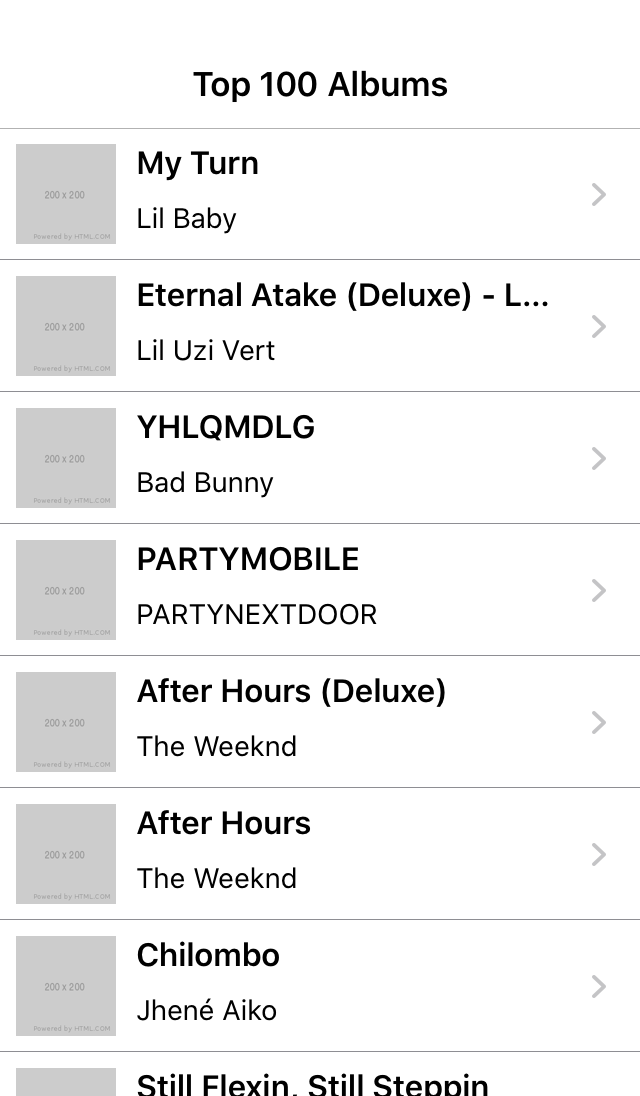 Top 100 Albums
200 x 200
Powered by HTML.COM
My Turn
Lil Baby
200 x 200
Powered by HTML.COM
Eternal Atake (Deluxe) - L...
Lil Uzi Vert
200 x 200
Powered by HTML.COM
YHLQMDLG
Bad Bunny
200 x 200
Powered by HTML.COM
PARTYMOBILE
PARTYNEXTDOOR
200 x 200
Powered by HTML.COM
After Hours (Deluxe)
The Weeknd
200 x 200
Powered by HTML.COM
After Hours
The Weeknd
200 x 200
Powered by HTML.COM
Chilombo
Jhené Aiko
Still Flexin, Still Steppin